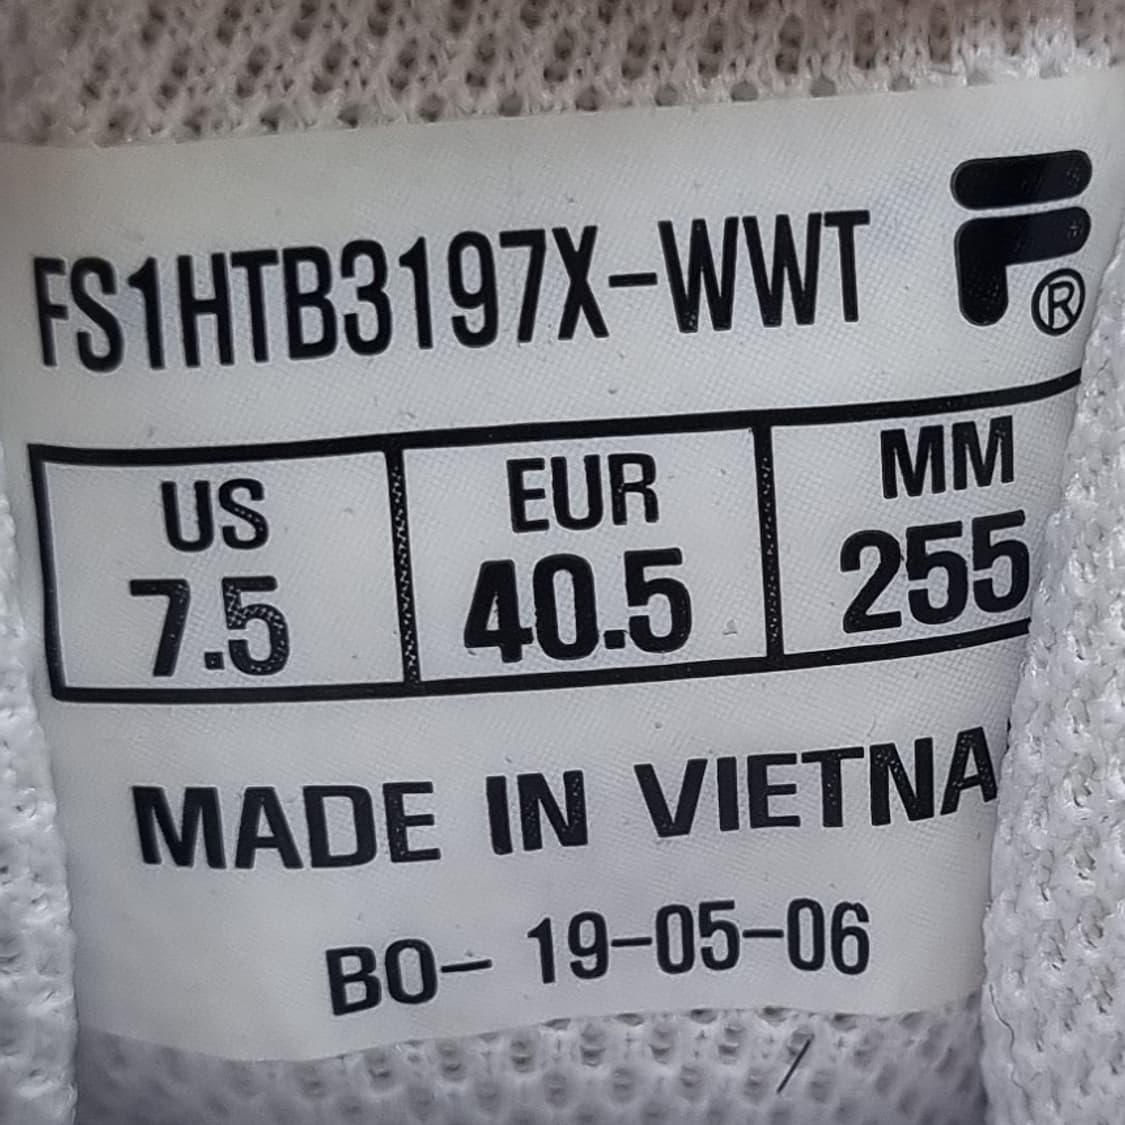 FS1HTB3197X-WWT
®
US EUR MM
7.5 40.5 255
MADE IN VIETNA
BO- 19-05-06